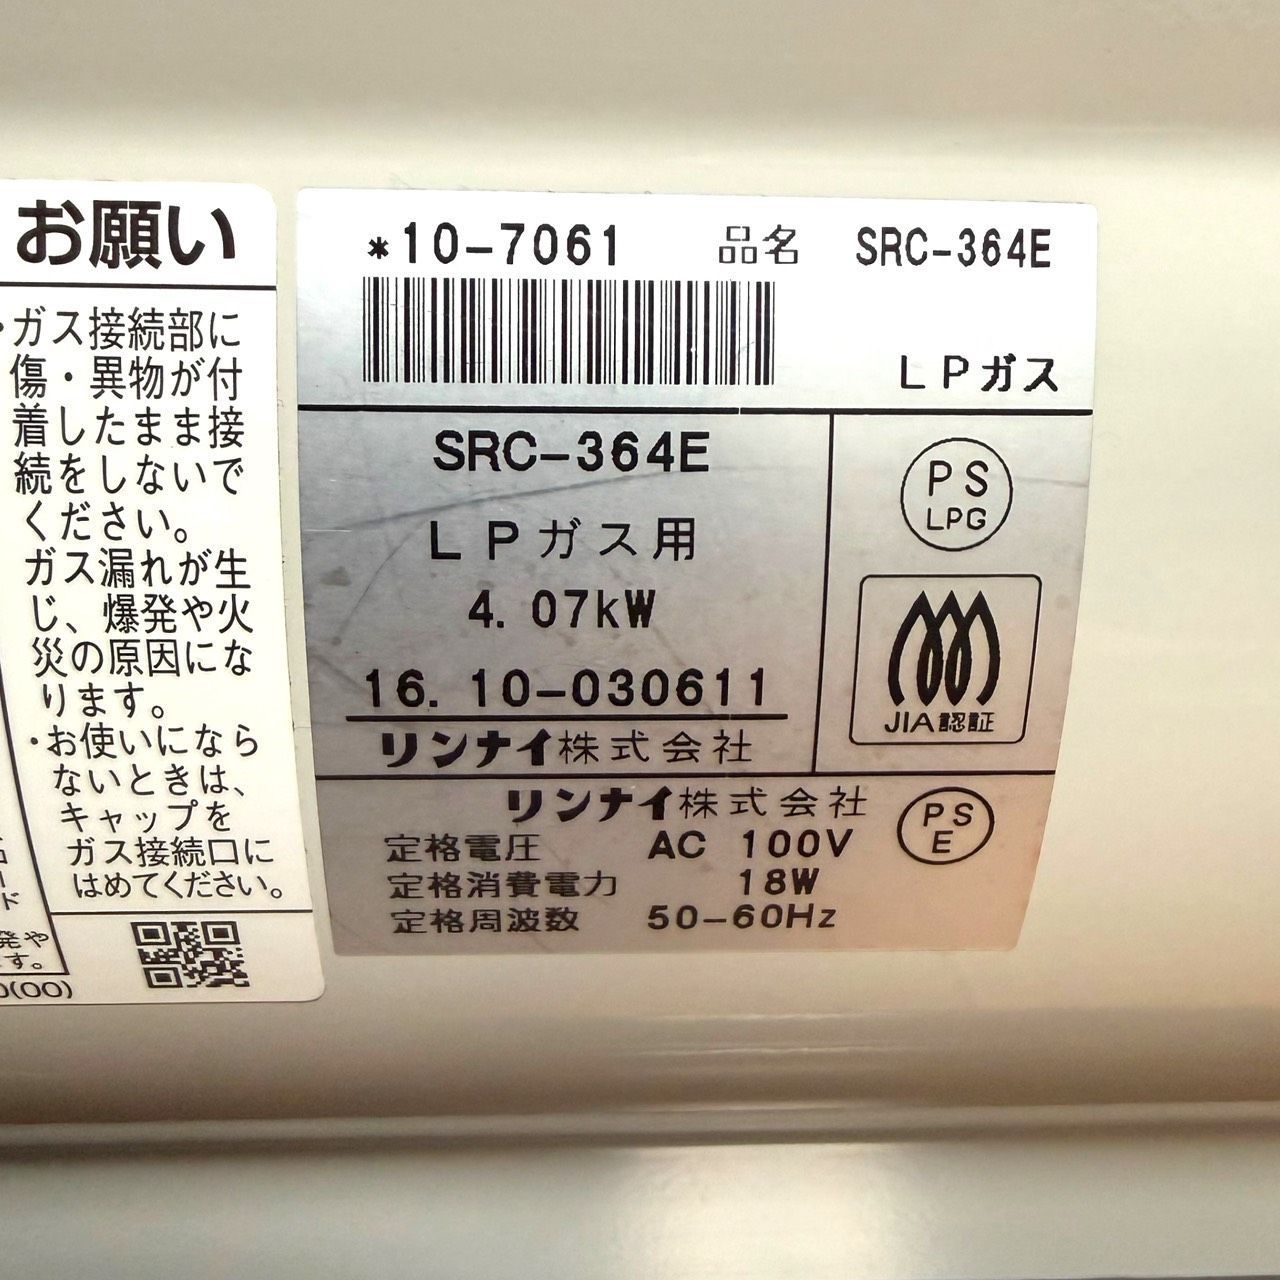 お願い
・ガス接続部に
傷・異物が付
着したまま接
続をしないで
ください。
ガス漏れが生
じ、爆発や火
災の原因にな
ります。
・お使いになら
ないときは、
キャップを
ガス接続口に
はめてください。
ド
発や
す。
(00)
*10-7061 品名 SRC-364E
LPガス
SRC-364E
LPガス用
4.07kW
16.10-030611
リンナイ株式会社
PS
LPG
JIA認証
リンナイ株式会社
PS
E
定格電圧 AC 100V
定格消費電力 18W
定格周波数 50-60Hz